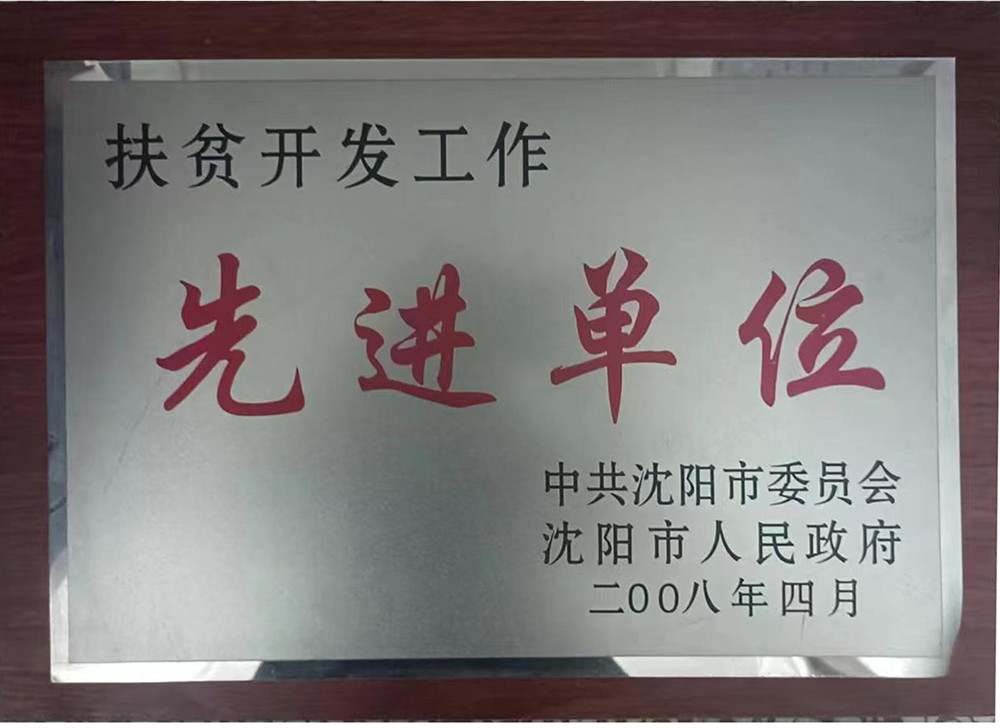 扶贫开发工作
先进单位
中共沈阳市委员会
沈阳市人民政府
二00八年四月